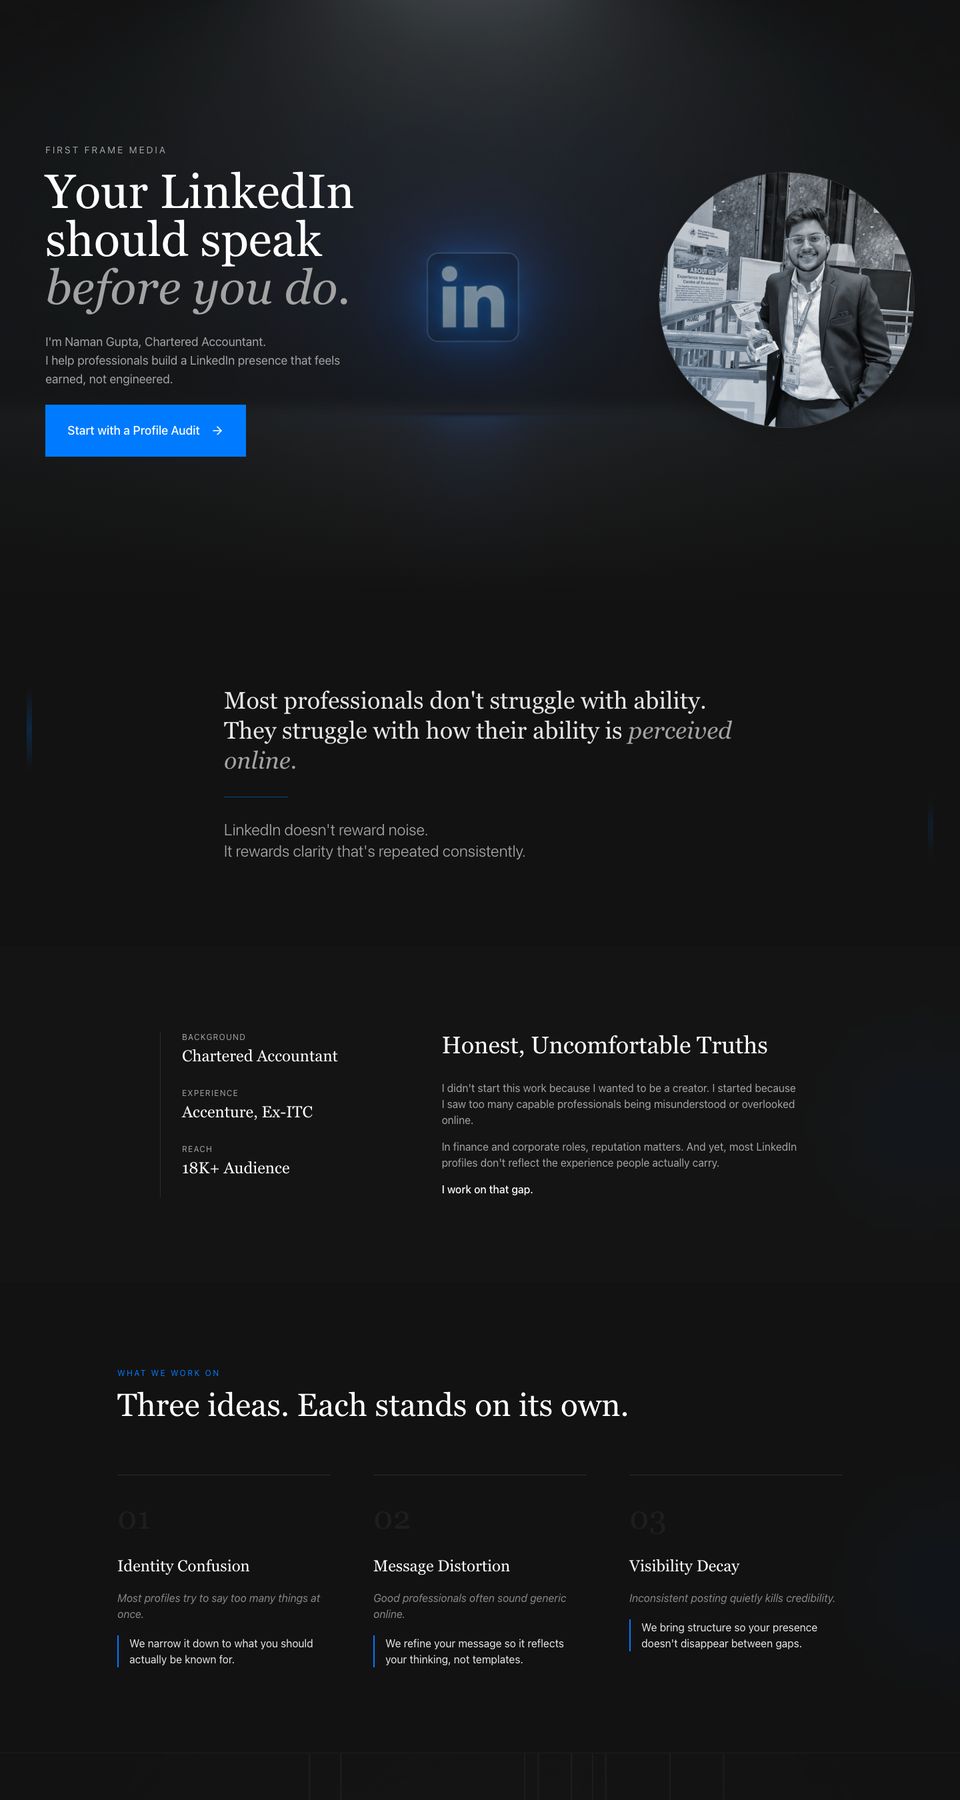 FIRST FRAME MEDIA
Your LinkedIn
should speak
before you do.
I'm Naman Gupta, Chartered Accountant.
I help professionals build a LinkedIn presence that feels
earned, not engineered.
Start with a Profile Audit →
in
ABOUT US
Most professionals don't struggle with ability.
They struggle with how their ability is perceived
online.
LinkedIn doesn't reward noise.
It rewards clarity that's repeated consistently.
BACKGROUND
Chartered Accountant
EXPERIENCE
Accenture, Ex-ITC
REACH
18K+ Audience
Honest, Uncomfortable Truths
I didn't start this work because I wanted to be a creator. I started because
I saw too many capable professionals being misunderstood or overlooked
online.
In finance and corporate roles, reputation matters. And yet, most LinkedIn
profiles don't reflect the experience people actually carry.
I work on that gap.
WHAT WE WORK ON
Three ideas. Each stands on its own.
01
Identity Confusion
Most profiles try to say too many things at
once.
We narrow it down to what you should
actually be known for.
02
Message Distortion
Good professionals often sound generic
online.
We refine your message so it reflects
your thinking, not templates.
03
Visibility Decay
Inconsistent posting quietly kills credibility.
We bring structure so your presence
doesn't disappear between gaps.